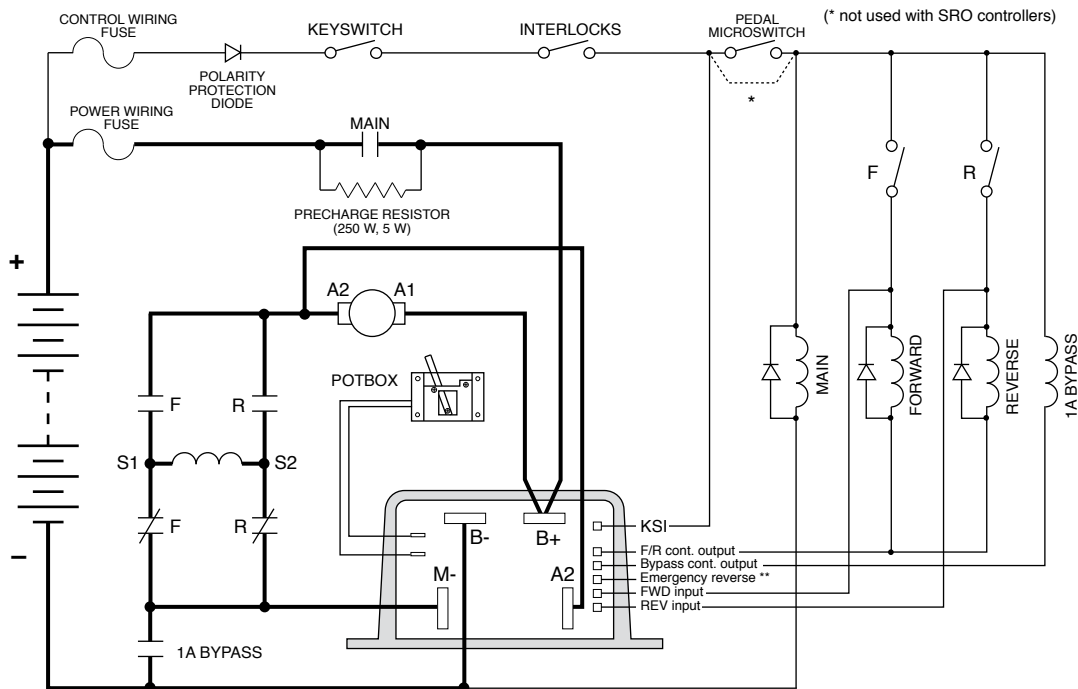 CONTROL WIRING
FUSE
KEYSWITCH
INTERLOCKS
PEDAL
MICROSWITCH
(* not used with SRO controllers)
POLARITY
PROTECTION
DIODE
*
POWER WIRING
FUSE
MAIN
F
R
PRECHARGE RESISTOR
(250 W, 5 W)
+
A2
A1
POTBOX
MAIN
FORWARD
REVERSE
1A BYPASS
F
R
S1
S2
F
R
–
B-
B+
KSI
F/R cont. output
Bypass cont. output
Emergency reverse **
FWD input
REV input
M-
A2
1A BYPASS